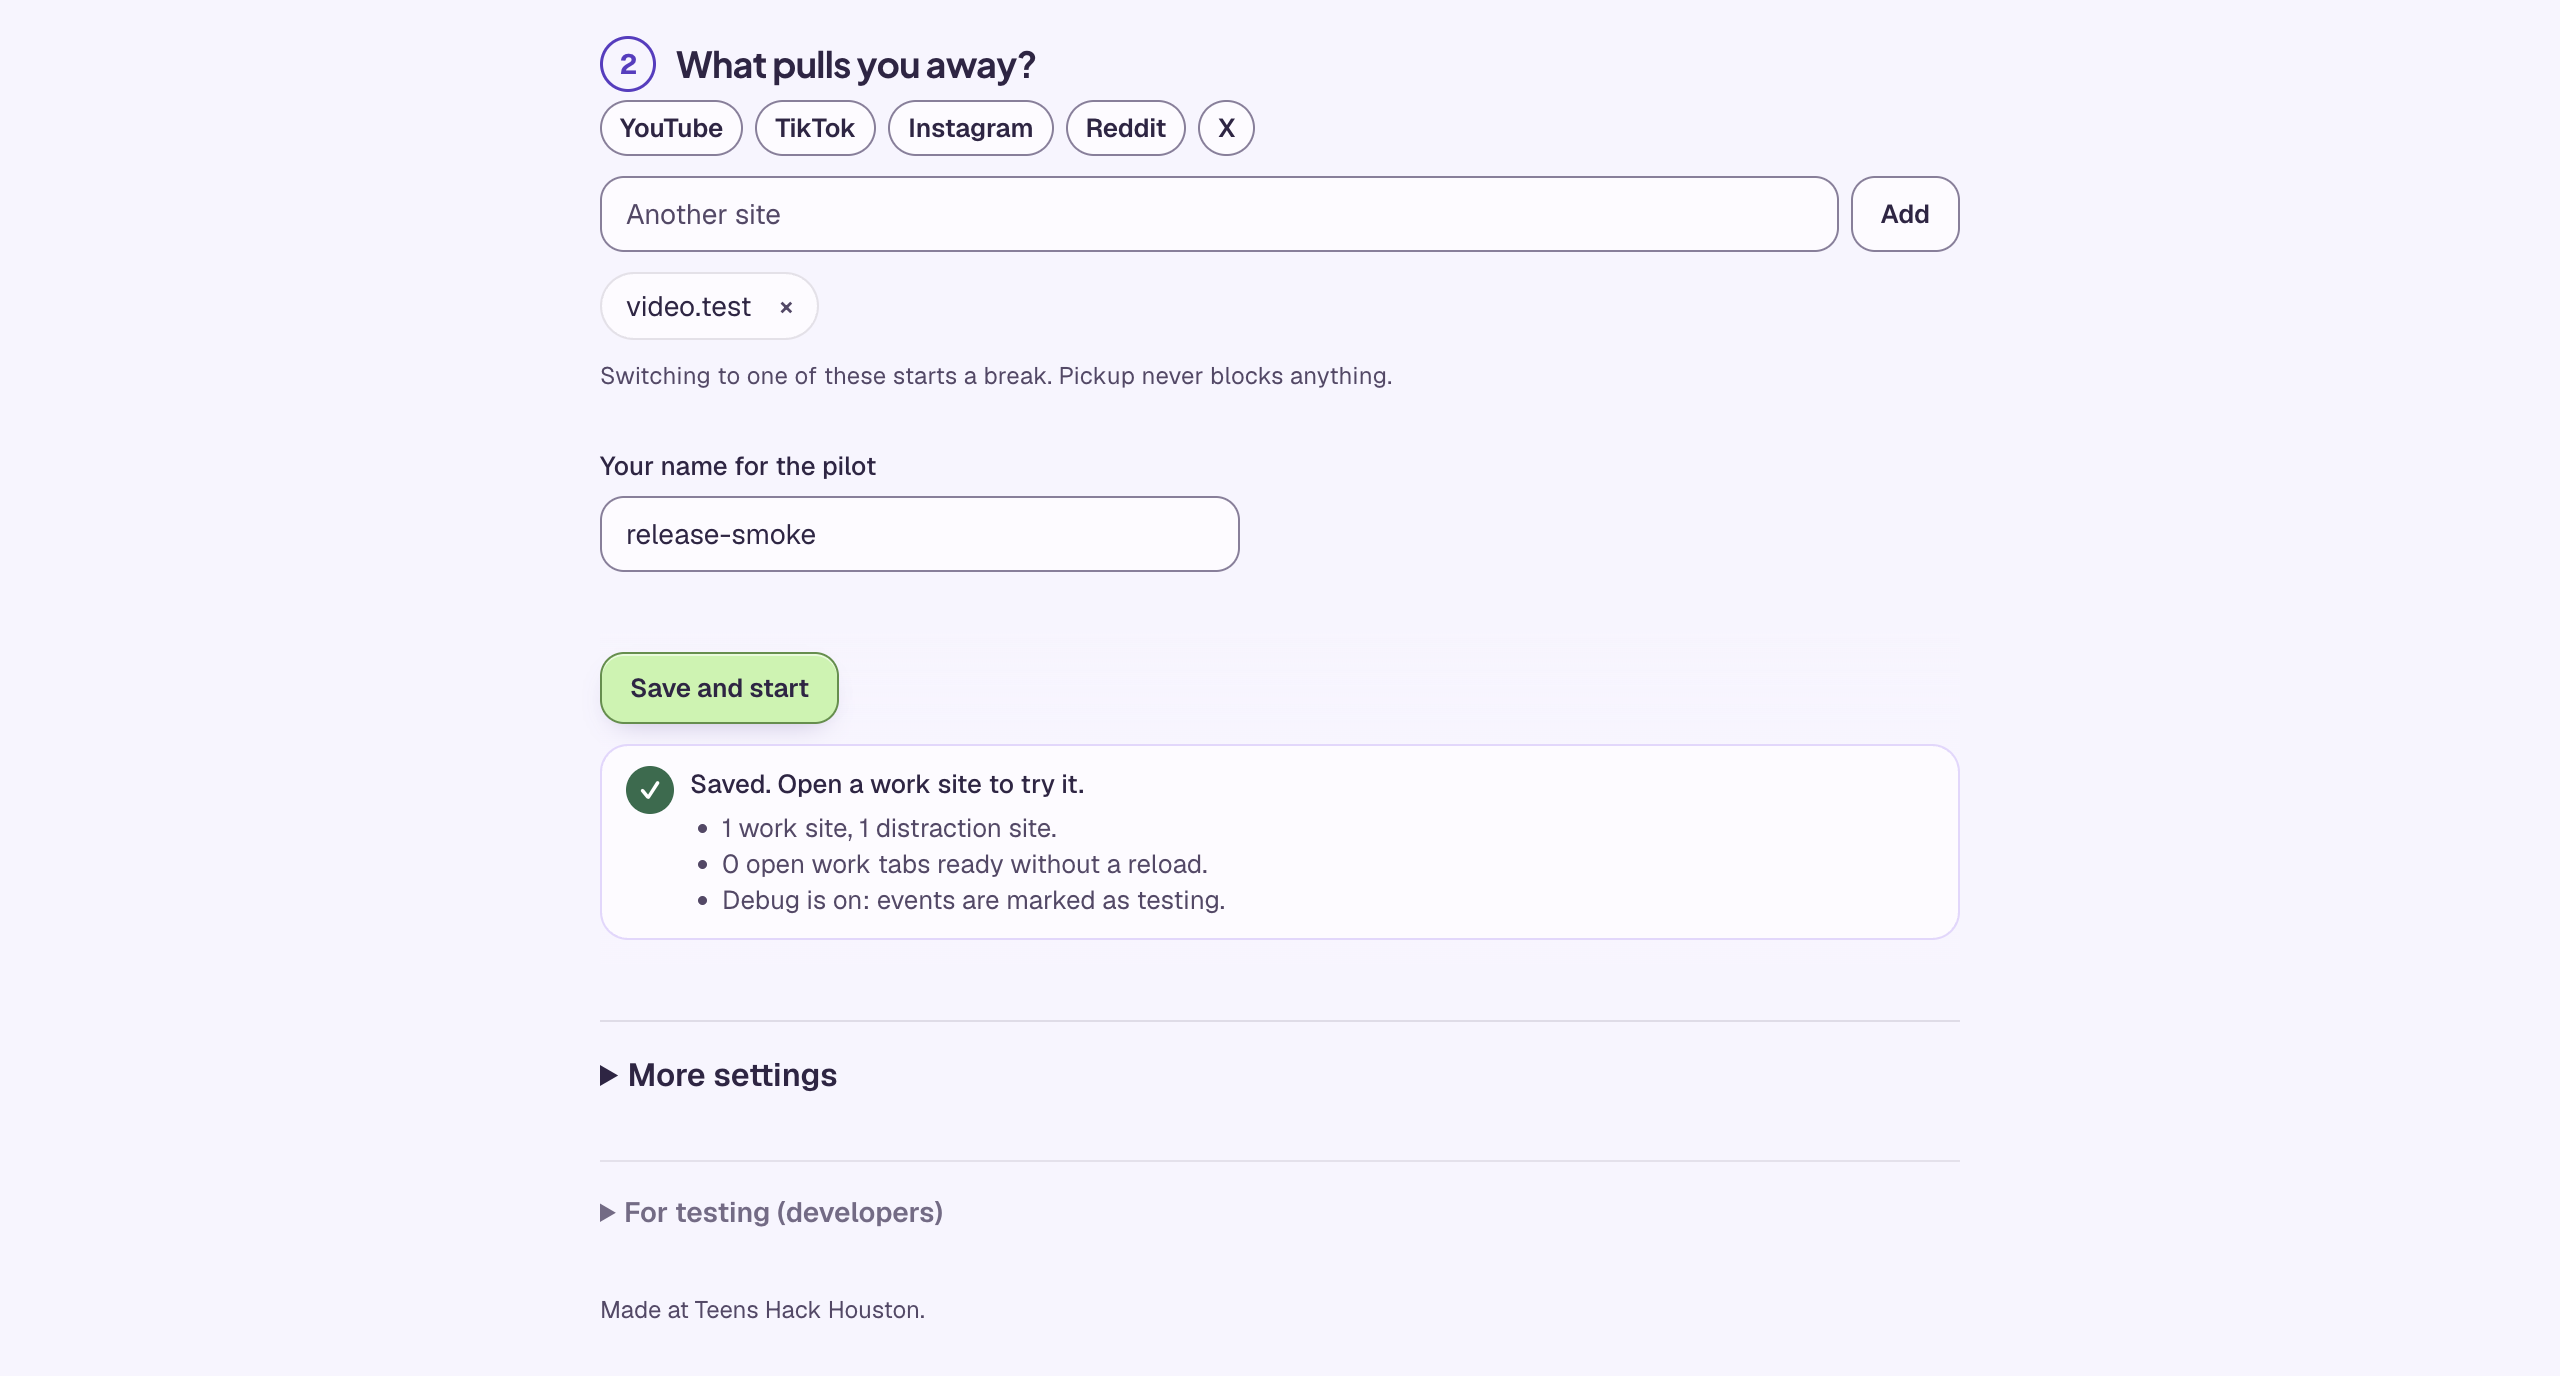 2 What pulls you away?
YouTube TikTok Instagram Reddit X
Another site Add
video.test ×
Switching to one of these starts a break. Pickup never blocks anything.
Your name for the pilot
release-smoke
Save and start
Saved. Open a work site to try it.
• 1 work site, 1 distraction site.
• 0 open work tabs ready without a reload.
• Debug is on: events are marked as testing.
More settings
For testing (developers)
Made at Teens Hack Houston.